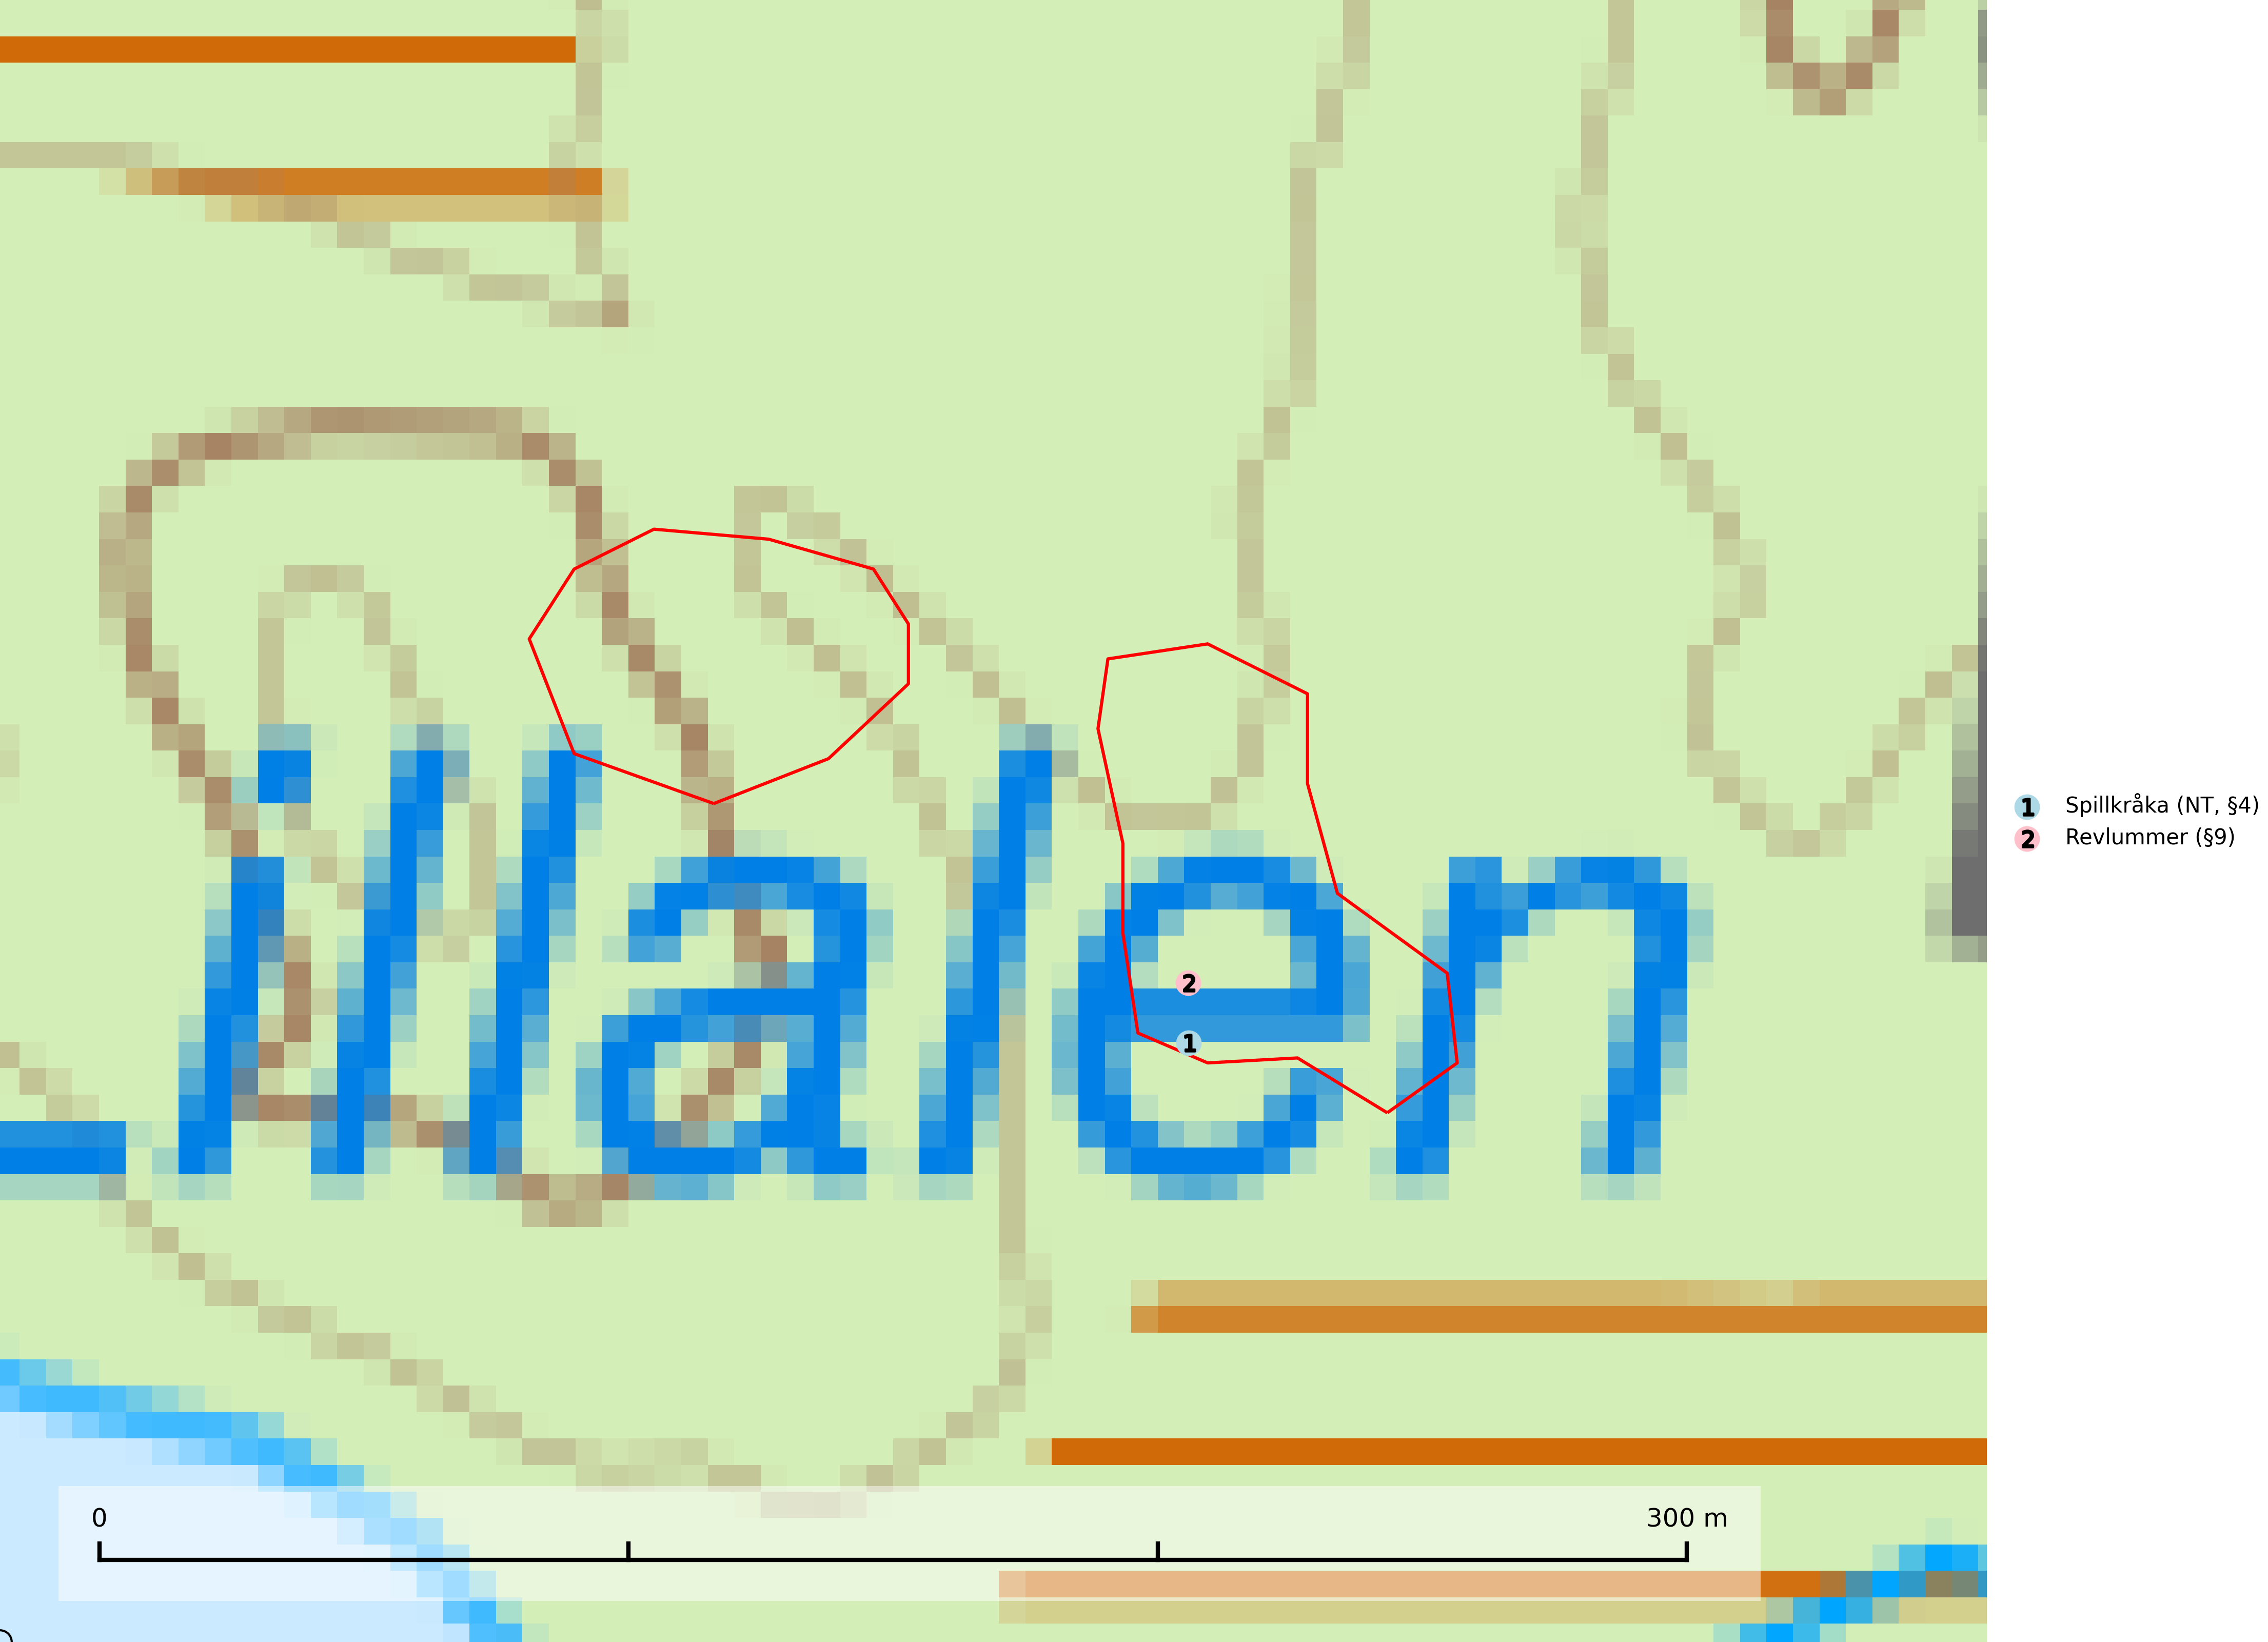 illalen
1 Spillkråka (NT, §4)
2 Revlummer (§9)
2
1
0 300 m